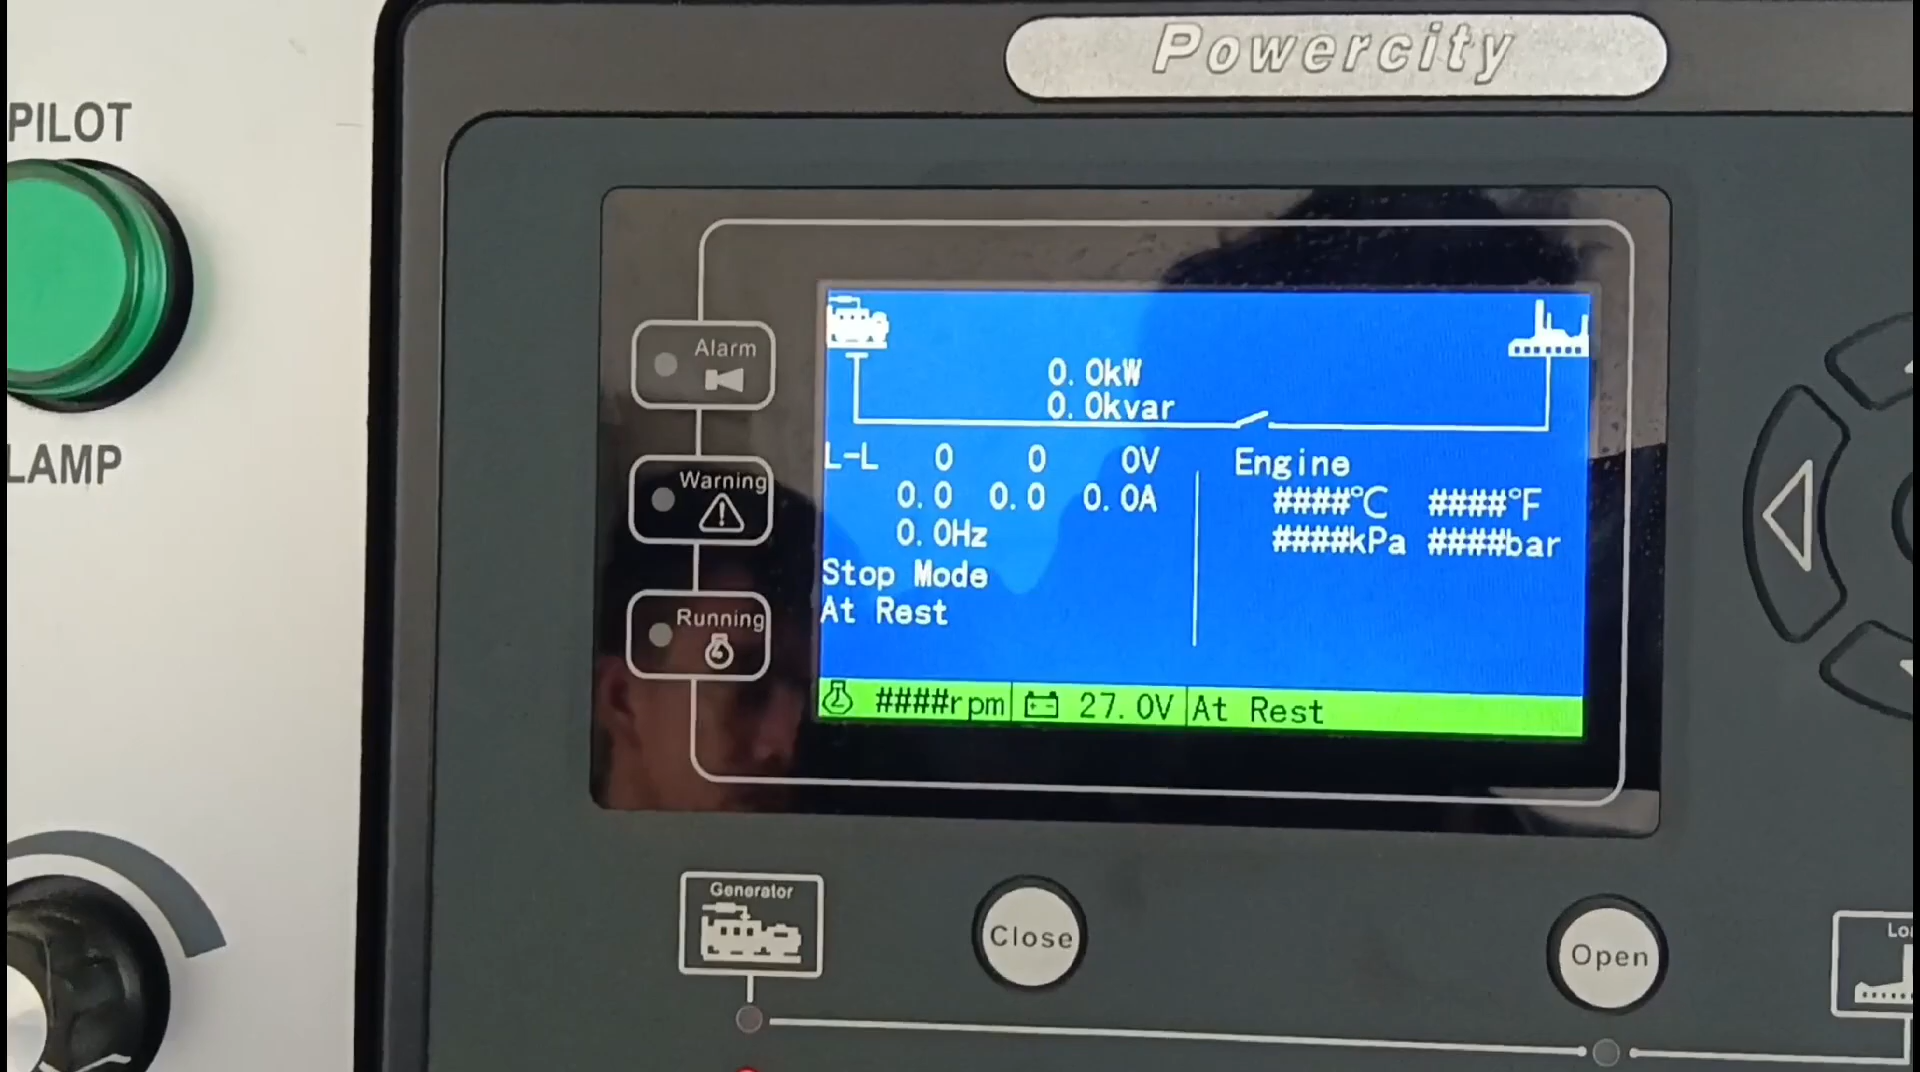 Powercity
PILOT
LAMP
Alarm
Warning
Running
0.0kW
0.0kvar
L-L 0 0 0V
0.0 0.0 0.0A
0.0Hz
Stop Mode
At Rest
Engine
####°C ####°F
####kPa ####bar
####rpm 27.0V At Rest
Generator
Close
Open